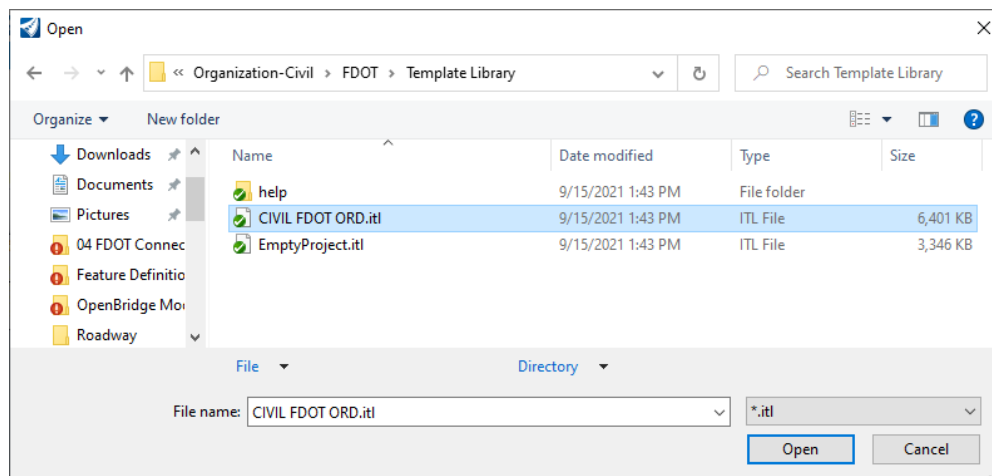 Open
« Organization-Civil › FDOT › Template Library
Search Template Library
Organize New folder
Downloads
Documents
Pictures
04 FDOT Connec
Feature Definitio
OpenBridge Mo
Roadway
Name Date modified Type Size
help 9/15/2021 1:43 PM File folder
CIVIL FDOT ORD.itl 9/15/2021 1:43 PM ITL File 6,401 KB
EmptyProject.itl 9/15/2021 1:43 PM ITL File 3,346 KB
File Directory
File name: CIVIL FDOT ORD.itl *.itl
Open Cancel